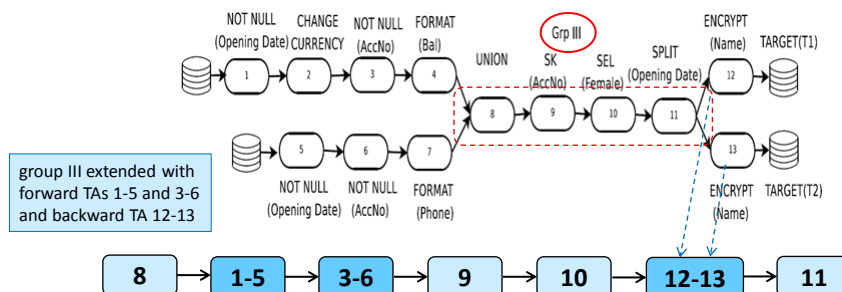 NOT NULL
(Opening Date)
CHANGE
CURRENCY
NOT NULL
(AccNo)
FORMAT
(Bal)
UNION
Grp III
SK
(AccNo)
SEL
(Female)
SPLIT
(Opening Date)
ENCRYPT
(Name)
TARGET(T1)
1
2
3
4
8
9
10
11
12
5
6
7
13
NOT NULL
(Opening Date)
NOT NULL
(AccNo)
FORMAT
(Phone)
ENCRYPT
(Name)
TARGET(T2)
group III extended with
forward TAs 1-5 and 3-6
and backward TA 12-13
8
1-5
3-6
9
10
12-13
11